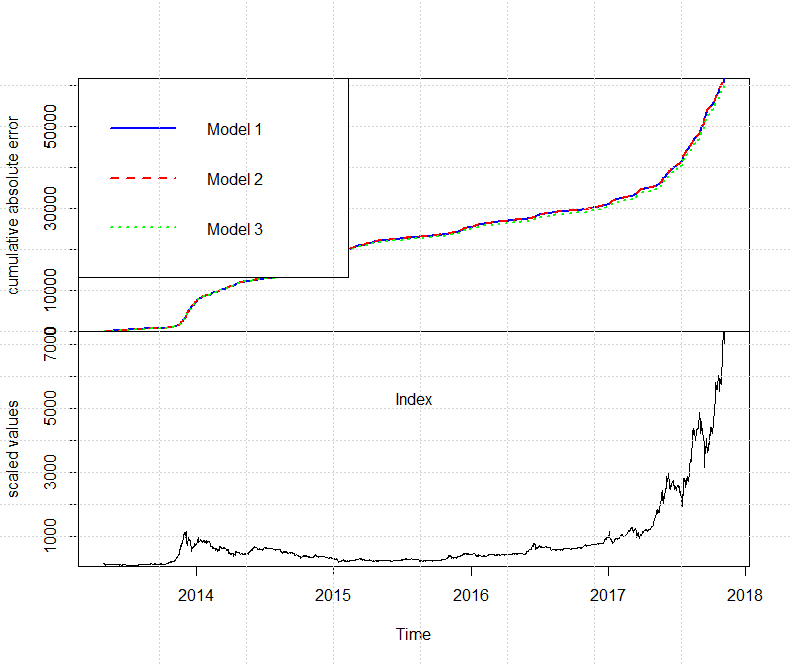 cumulative absolute error
50000
30000
10000
0
Model 1
Model 2
Model 3
scaled values
7000
5000
3000
1000
Index
2014 2015 2016 2017 2018
Time